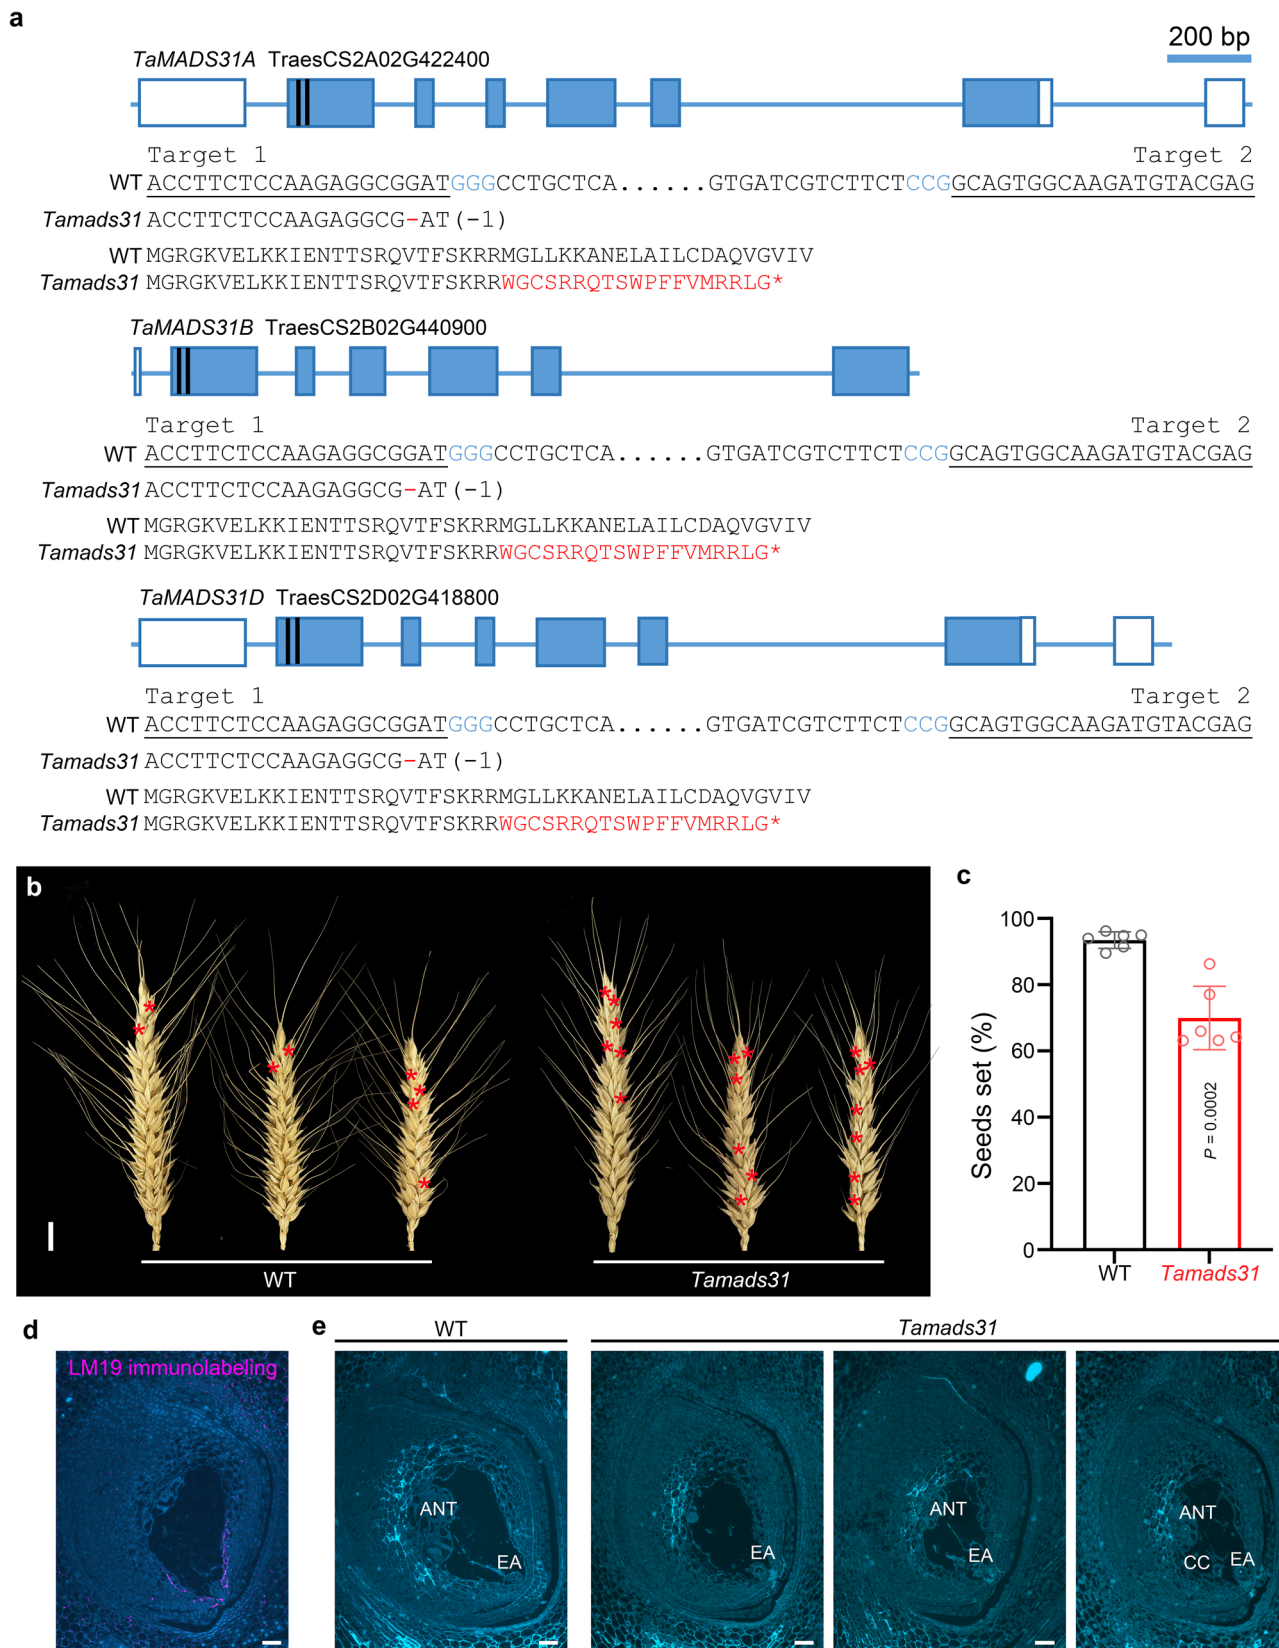 a
200 bp
TaMADS31A TraesCS2A02G422400
Target 1 Target 2
WT ACCTTCTCCAAGAGGCGGATGGGCCTGCTCA......GTGATCGTCTTCTCCGGCAGTGGCAAGATGTACGAG
Tamads31 ACCTTCTCCAAGAGGCG-AT(-1)
WT MGRGKVELKKIENTTSRQVTFSKRRMGLLKKANELAILCDAQVGVIV
Tamads31 MGRGKVELKKIENTTSRQVTFSKRRWGCSRRQTSWPFFVMRRLG*
TaMADS31B TraesCS2B02G440900
Target 1 Target 2
WT ACCTTCTCCAAGAGGCGGATGGGCCTGCTCA......GTGATCGTCTTCTCCGGCAGTGGCAAGATGTACGAG
Tamads31 ACCTTCTCCAAGAGGCG-AT(-1)
WT MGRGKVELKKIENTTSRQVTFSKRRMGLLKKANELAILCDAQVGVIV
Tamads31 MGRGKVELKKIENTTSRQVTFSKRRWGCSRRQTSWPFFVMRRLG*
TaMADS31D TraesCS2D02G418800
Target 1 Target 2
WT ACCTTCTCCAAGAGGCGGATGGGCCTGCTCA......GTGATCGTCTTCTCCGGCAGTGGCAAGATGTACGAG
Tamads31 ACCTTCTCCAAGAGGCG-AT(-1)
WT MGRGKVELKKIENTTSRQVTFSKRRMGLLKKANELAILCDAQVGVIV
Tamads31 MGRGKVELKKIENTTSRQVTFSKRRWGCSRRQTSWPFFVMRRLG*
b
WT
Tamads31
c
Seeds set (%)
100
80
60
40
20
0
P = 0.0002
WT
Tamads31
d
LM19 immunolabeling
e
WT
Tamads31
ANT
EA
EA
ANT
EA
ANT
CC
EA